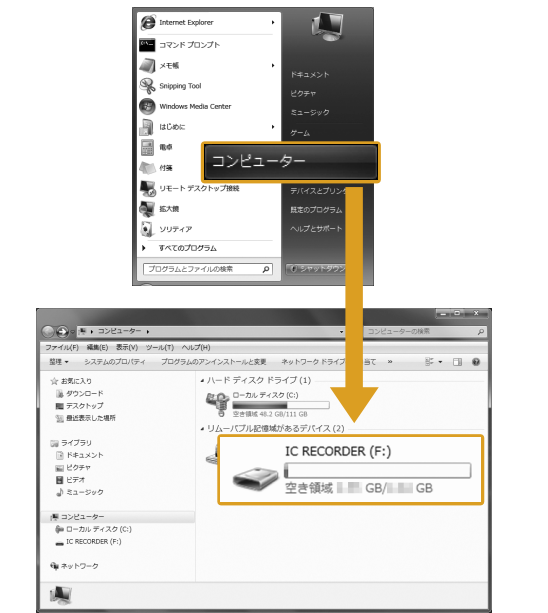 Internet Explorer
コマンド プロンプト
メモ帳
Snipping Tool
Windows Media Center
はじめに
電卓
付箋
リモート デスクトップ接続
拡大鏡
ソリティア
すべてのプログラム
プログラムとファイルの検索
ドキュメント
ピクチャ
ミュージック
ゲーム
コンピューター
デバイスとプリンタ
既定のプログラム
ヘルプとサポート
シャットダウン
コンピューター
コンピューターの検索
ファイル(F) 編集(E) 表示(V) ツール(T) ヘルプ(H)
整理 システムのプロパティ プログラムのアンインストールと変更 ネットワーク ドライブ 当て »
お気に入り
ダウンロード
デスクトップ
最近表示した場所
ライブラリ
ドキュメント
ピクチャ
ビデオ
ミュージック
コンピューター
ローカル ディスク (C:)
IC RECORDER (F:)
ネットワーク
ハード ディスク ドライブ (1)
ローカル ディスク (C:)
空き領域 48.2 GB/111 GB
リムーバブル記憶域があるデバイス (2)
IC RECORDER (F:)
空き領域 GB/ GB